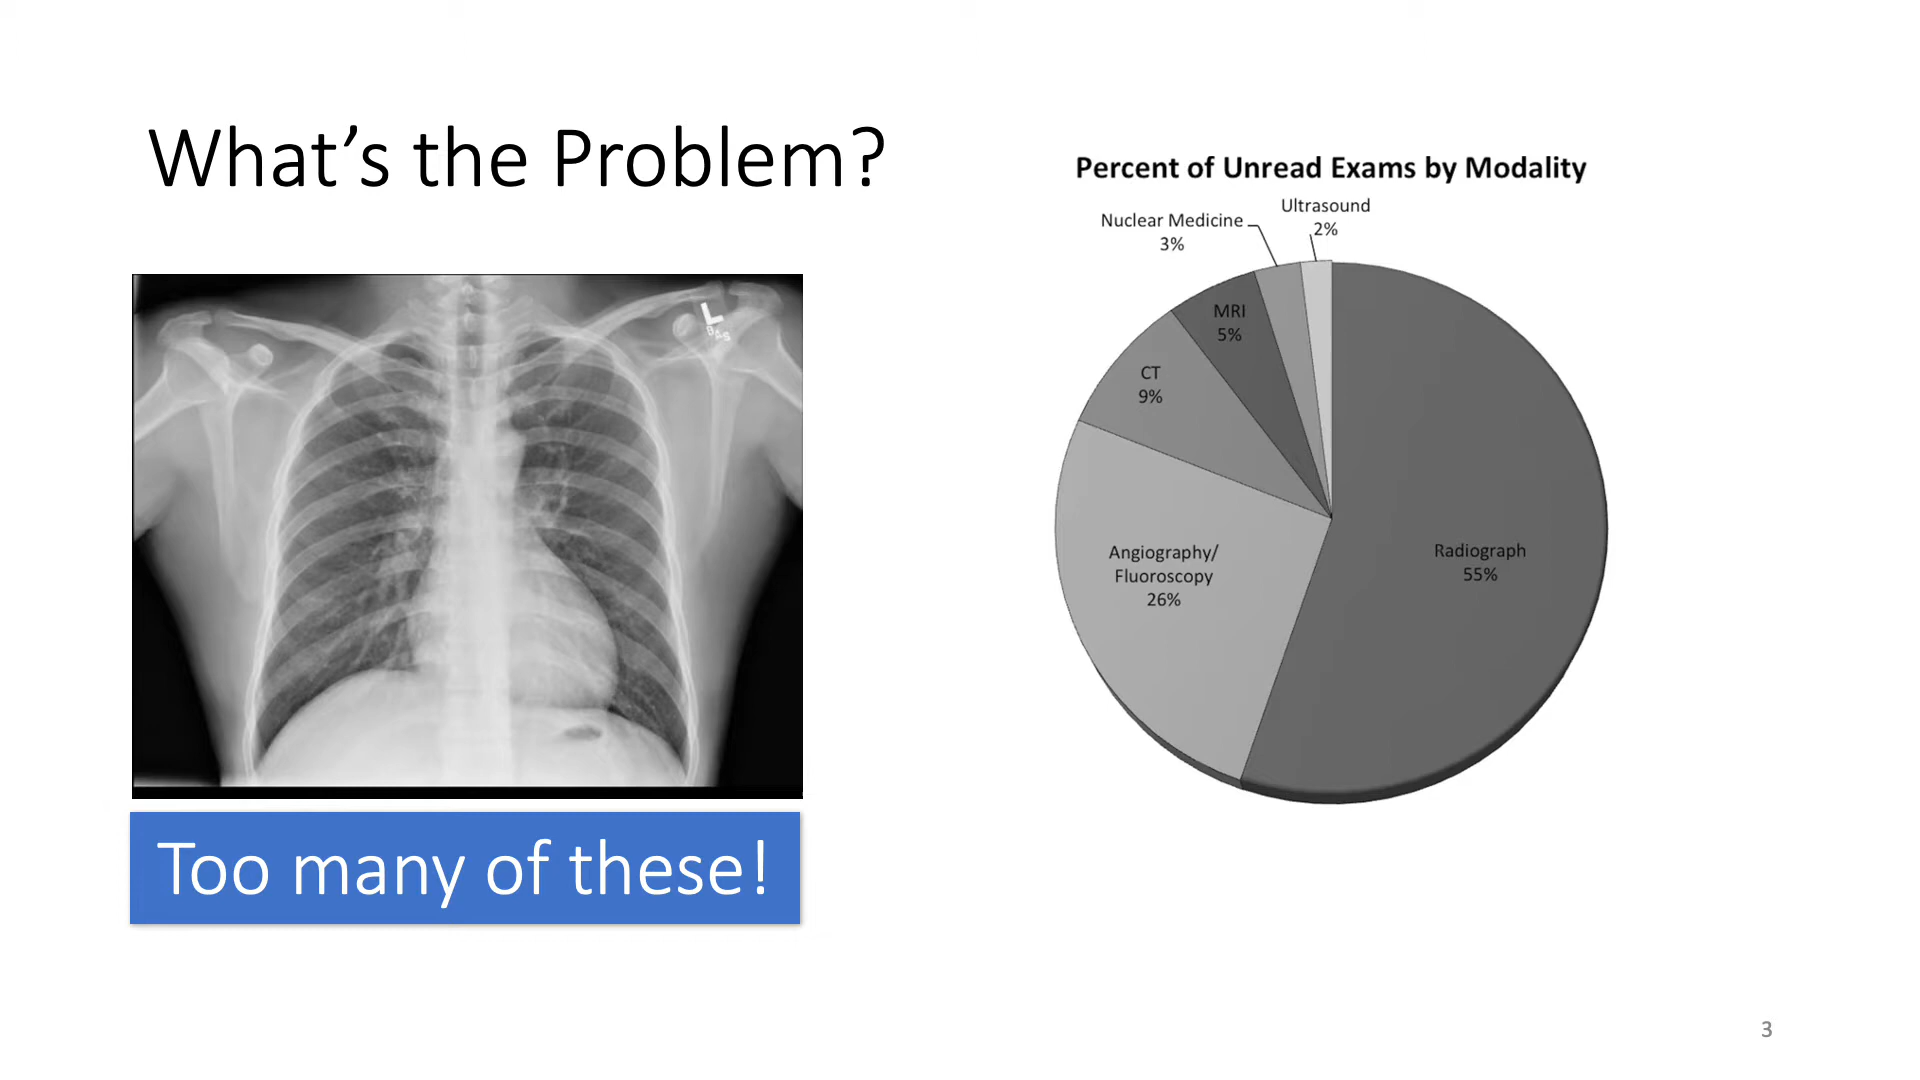 What’s the Problem?
L
BAS
Too many of these!
Percent of Unread Exams by Modality
Nuclear Medicine
3%
Ultrasound
2%
MRI
5%
CT
9%
Angiography/
Fluoroscopy
26%
Radiograph
55%
3